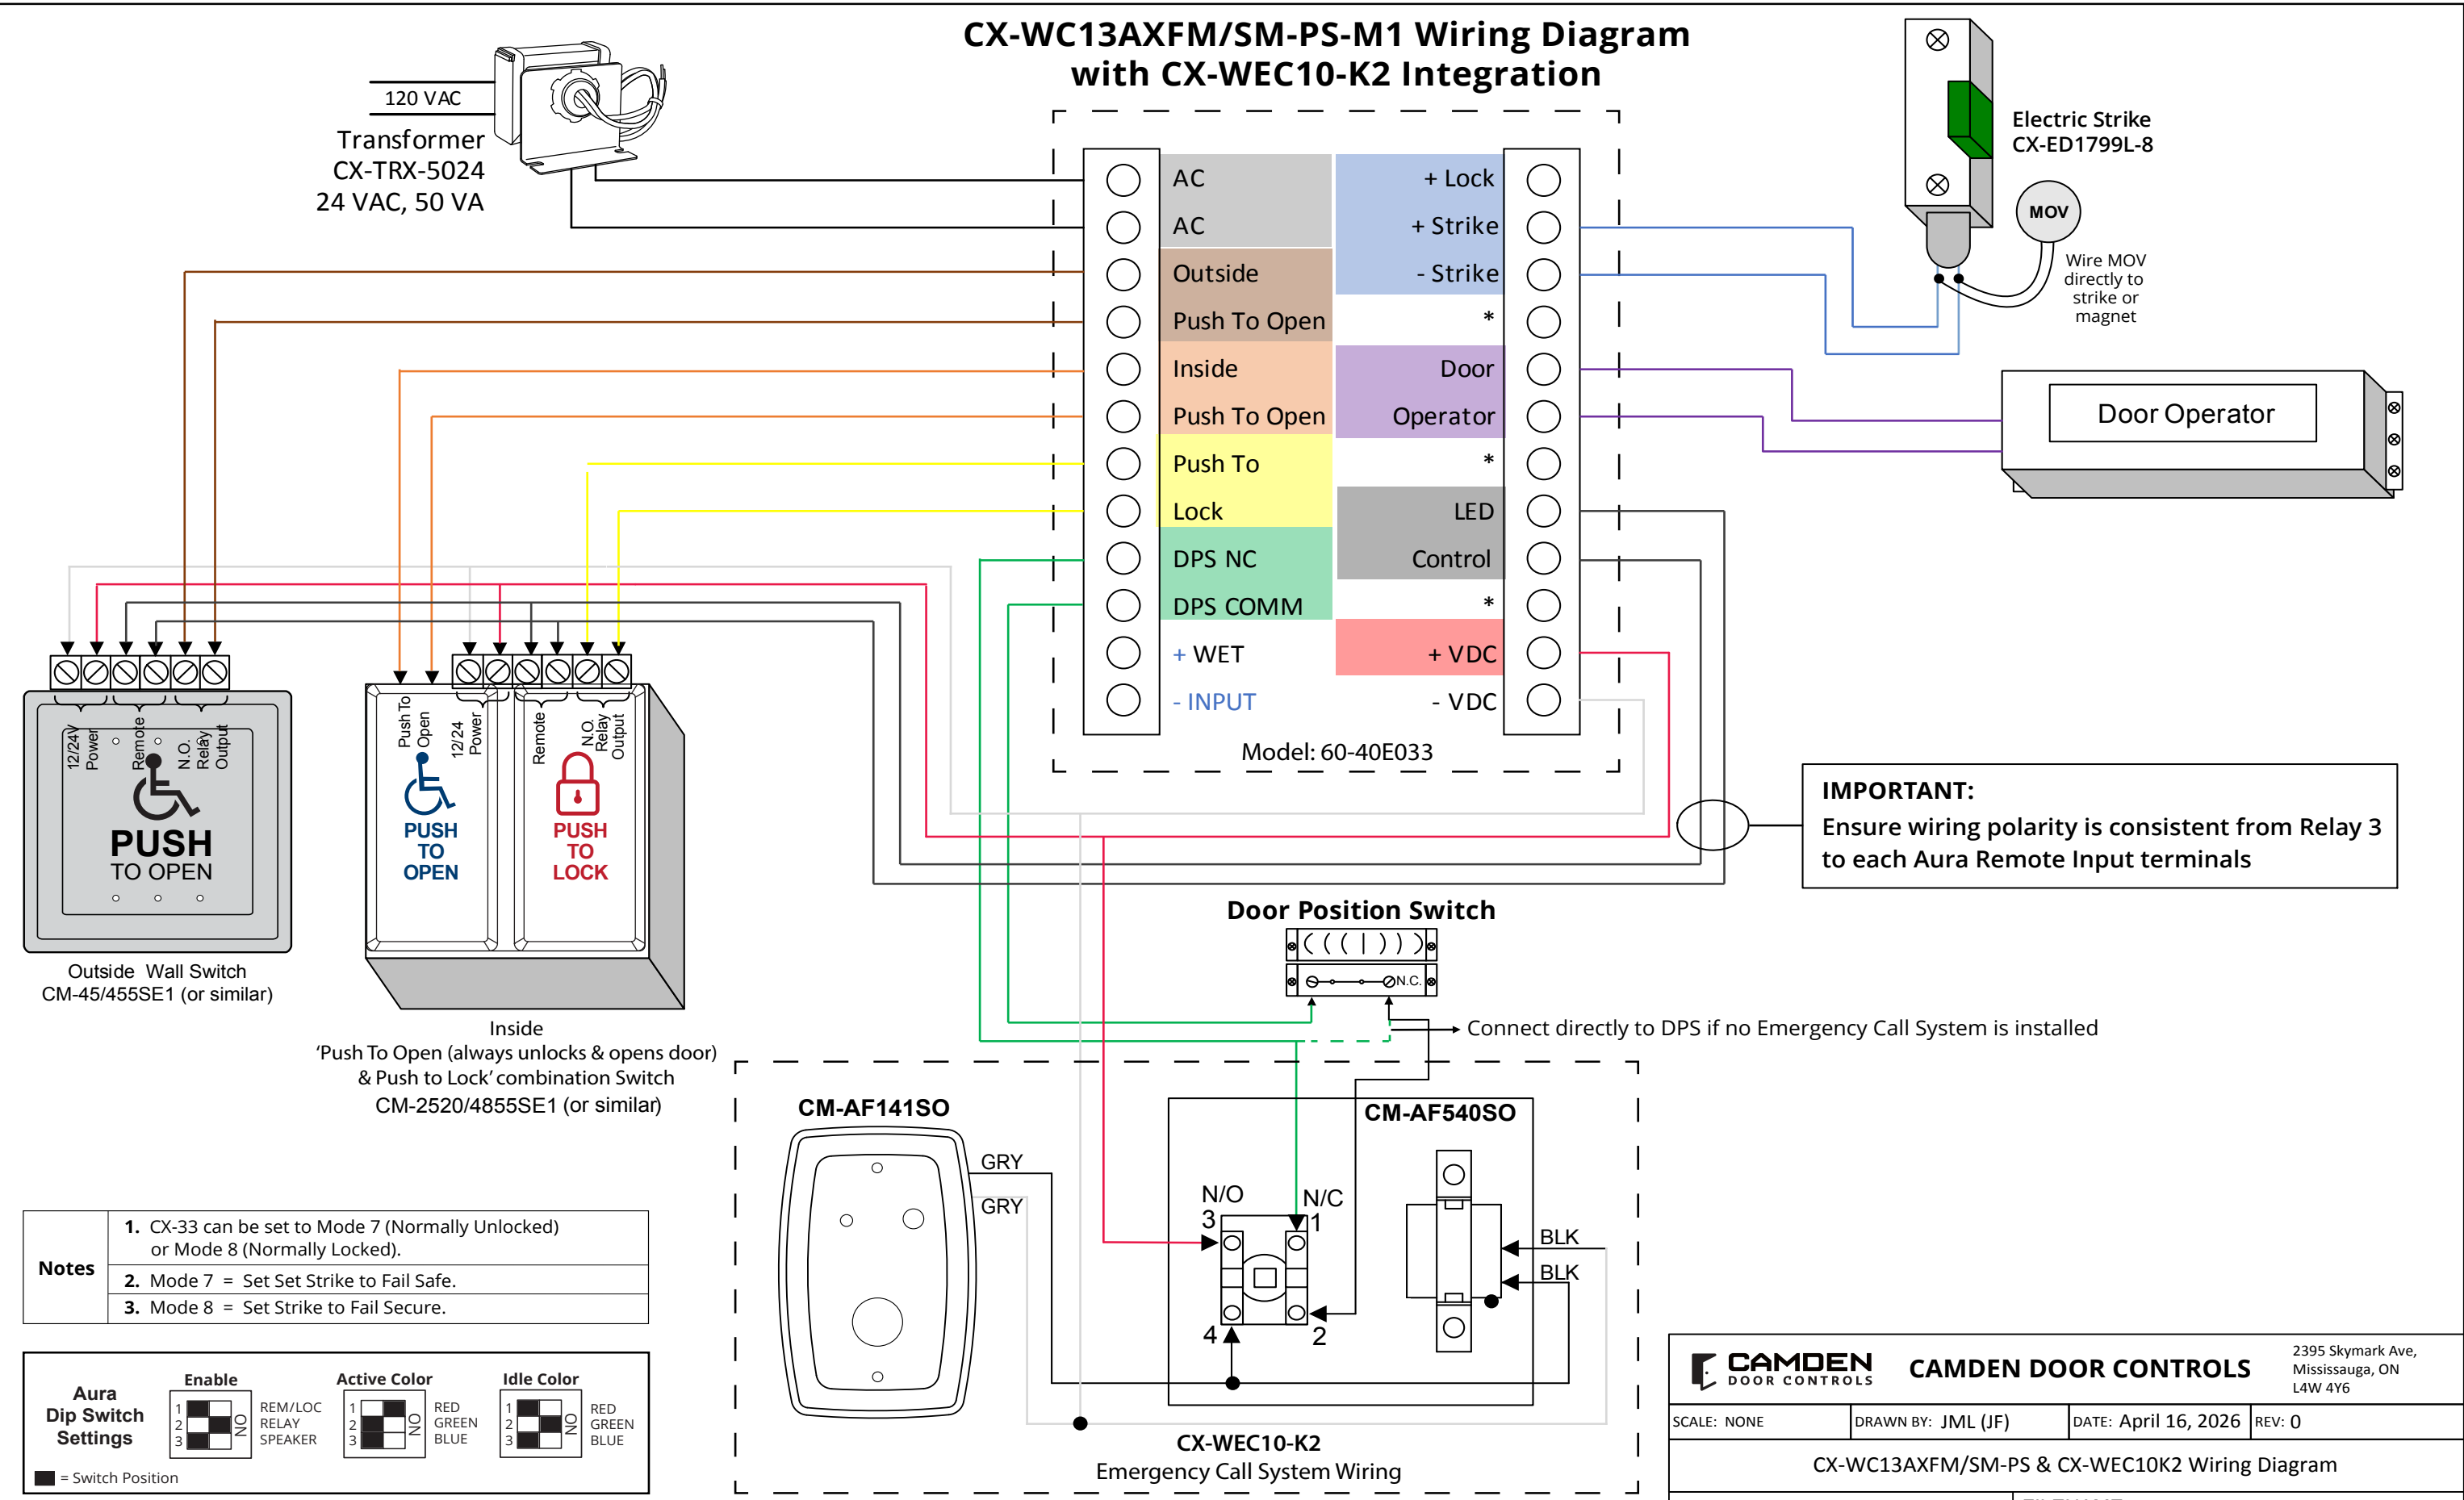 CX-WC13AXFM/SM-PS-M1 Wiring Diagram
with CX-WEC10-K2 Integration
120 VAC
Transformer
CX-TRX-5024
24 VAC, 50 VA
AC
AC
Outside
Push To Open
Inside
Push To Open
Push To
Lock
DPS NC
DPS COMM
+ WET
- INPUT
+ Lock
+ Strike
- Strike
*
Door
Operator
*
LED
Control
*
+ VDC
- VDC
Model: 60-40E033
Electric Strike
CX-ED1799L-8
MOV
Wire MOV
directly to
strike or
magnet
Door Operator
IMPORTANT:
Ensure wiring polarity is consistent from Relay 3
to each Aura Remote Input terminals
12/24V
Power
Remote
N.O.
Relay
Output
PUSH
TO OPEN
Outside Wall Switch
CM-45/455SE1 (or similar)
Push To
Open
12/24
Power
Remote
N.O.
Relay
Output
PUSH
TO
OPEN
PUSH
TO
LOCK
Inside
‘Push To Open (always unlocks & opens door)
& Push to Lock’ combination Switch
CM-2520/4855SE1 (or similar)
Door Position Switch
N.C.
Connect directly to DPS if no Emergency Call System is installed
CM-AF141SO
GRY
GRY
CM-AF540SO
N/O
3
N/C
1
4
2
BLK
BLK
CX-WEC10-K2
Emergency Call System Wiring
Notes
1. CX-33 can be set to Mode 7 (Normally Unlocked)
or Mode 8 (Normally Locked).
2. Mode 7 = Set Set Strike to Fail Safe.
3. Mode 8 = Set Strike to Fail Secure.
Aura
Dip Switch
Settings
Enable
1
2
3
NO
REM/LOC
RELAY
SPEAKER
Active Color
1
2
3
NO
RED
GREEN
BLUE
Idle Color
1
2
3
NO
RED
GREEN
BLUE
= Switch Position
CAMDEN
DOOR CONTROLS
CAMDEN DOOR CONTROLS
2395 Skymark Ave,
Mississauga, ON
L4W 4Y6
SCALE: NONE
DRAWN BY: JML (JF)
DATE: April 16, 2026
REV: 0
CX-WC13AXFM/SM-PS & CX-WEC10K2 Wiring Diagram